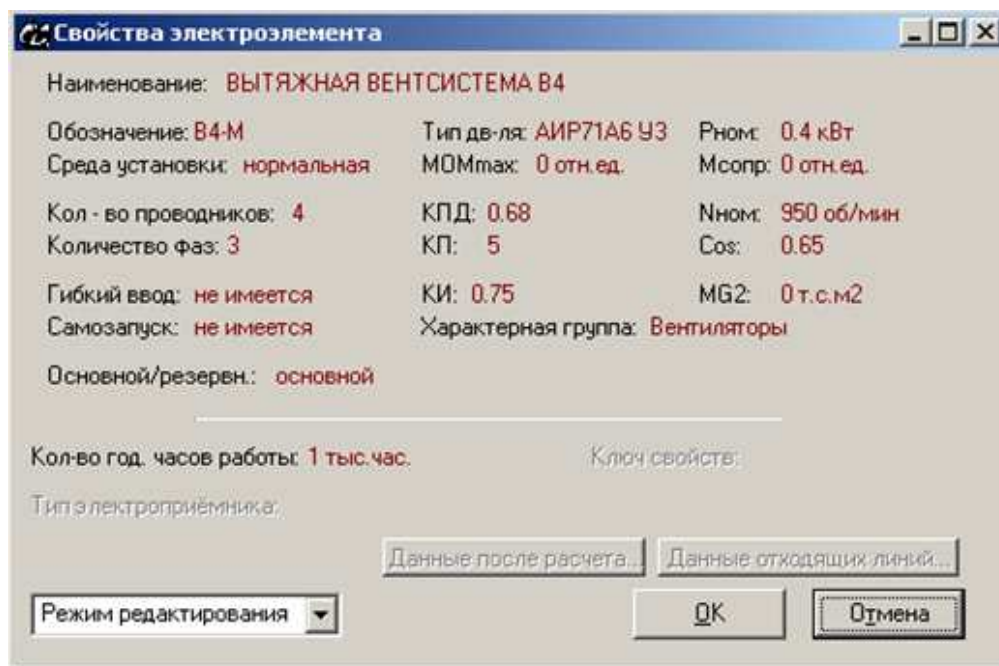 Свойства электроэлемента
Наименование: ВЫТЯЖНАЯ ВЕНТСИСТЕМА В4
Обозначение: В4-М Тип дв-ля: АИР71А6 У3 Рном: 0.4 кВт
Среда установки: нормальная МОМmax: 0 отн.ед. Мсопр: 0 отн.ед.
Кол - во проводников: 4 КПД: 0.68 Nном: 950 об/мин
Количество фаз: 3 КП: 5 Cos: 0.65
Гибкий ввод: не имеется КИ: 0.75 MG2: 0 т.с.м2
Самозапуск: не имеется Характерная группа: Вентиляторы
Основной/резервн.: основной
Кол-во год. часов работы: 1 тыс.час. Ключ свойств:
Тип электроприёмника:
Данные после расчета... Данные отходящих линий...
Режим редактирования OK Отмена